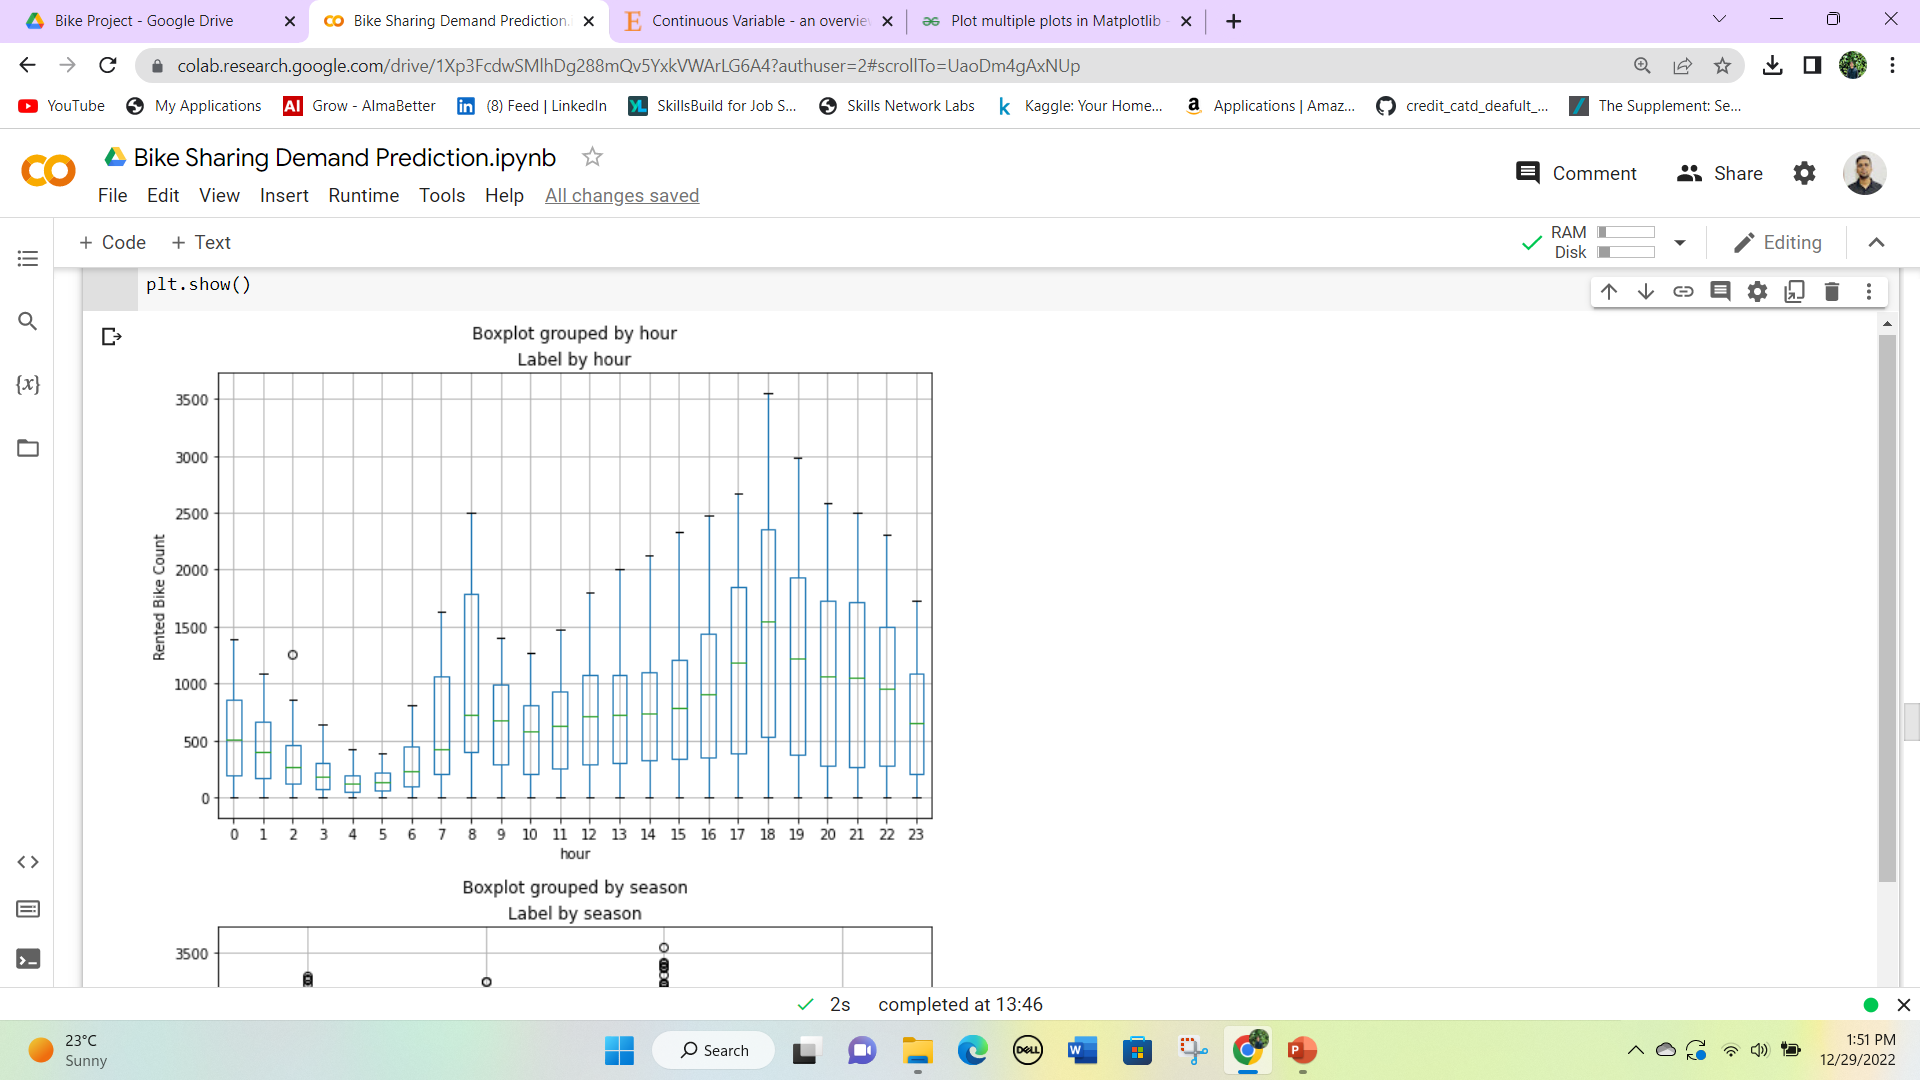 Bike Project - Google Drive
Bike Sharing Demand Prediction.
Continuous Variable - an overvie
Plot multiple plots in Matplotlib -
colab.research.google.com/drive/1Xp3FcdwSMlhDg288mQv5YxkVWArLG6A4?authuser=2#scrollTo=UaoDm4gAxNUp
YouTube
My Applications
AI Grow - AlmaBetter
in (8) Feed | LinkedIn
SkillsBuild for Job S...
Skills Network Labs
k Kaggle: Your Home...
a Applications | Amaz...
credit_catd_deafult_...
The Supplement: Se...
CO Bike Sharing Demand Prediction.ipynb
File Edit View Insert Runtime Tools Help All changes saved
Comment
Share
+ Code + Text
RAM
Disk
Editing
plt.show()
{x}
Boxplot grouped by hour
Label by hour
3500
3000
2500
2000
1500
1000
500
0
Rented Bike Count
0 1 2 3 4 5 6 7 8 9 10 11 12 13 14 15 16 17 18 19 20 21 22 23
hour
Boxplot grouped by season
Label by season
3500
2s completed at 13:46
23°C
Sunny
Search
DELL
W
P
1:51 PM
12/29/2022